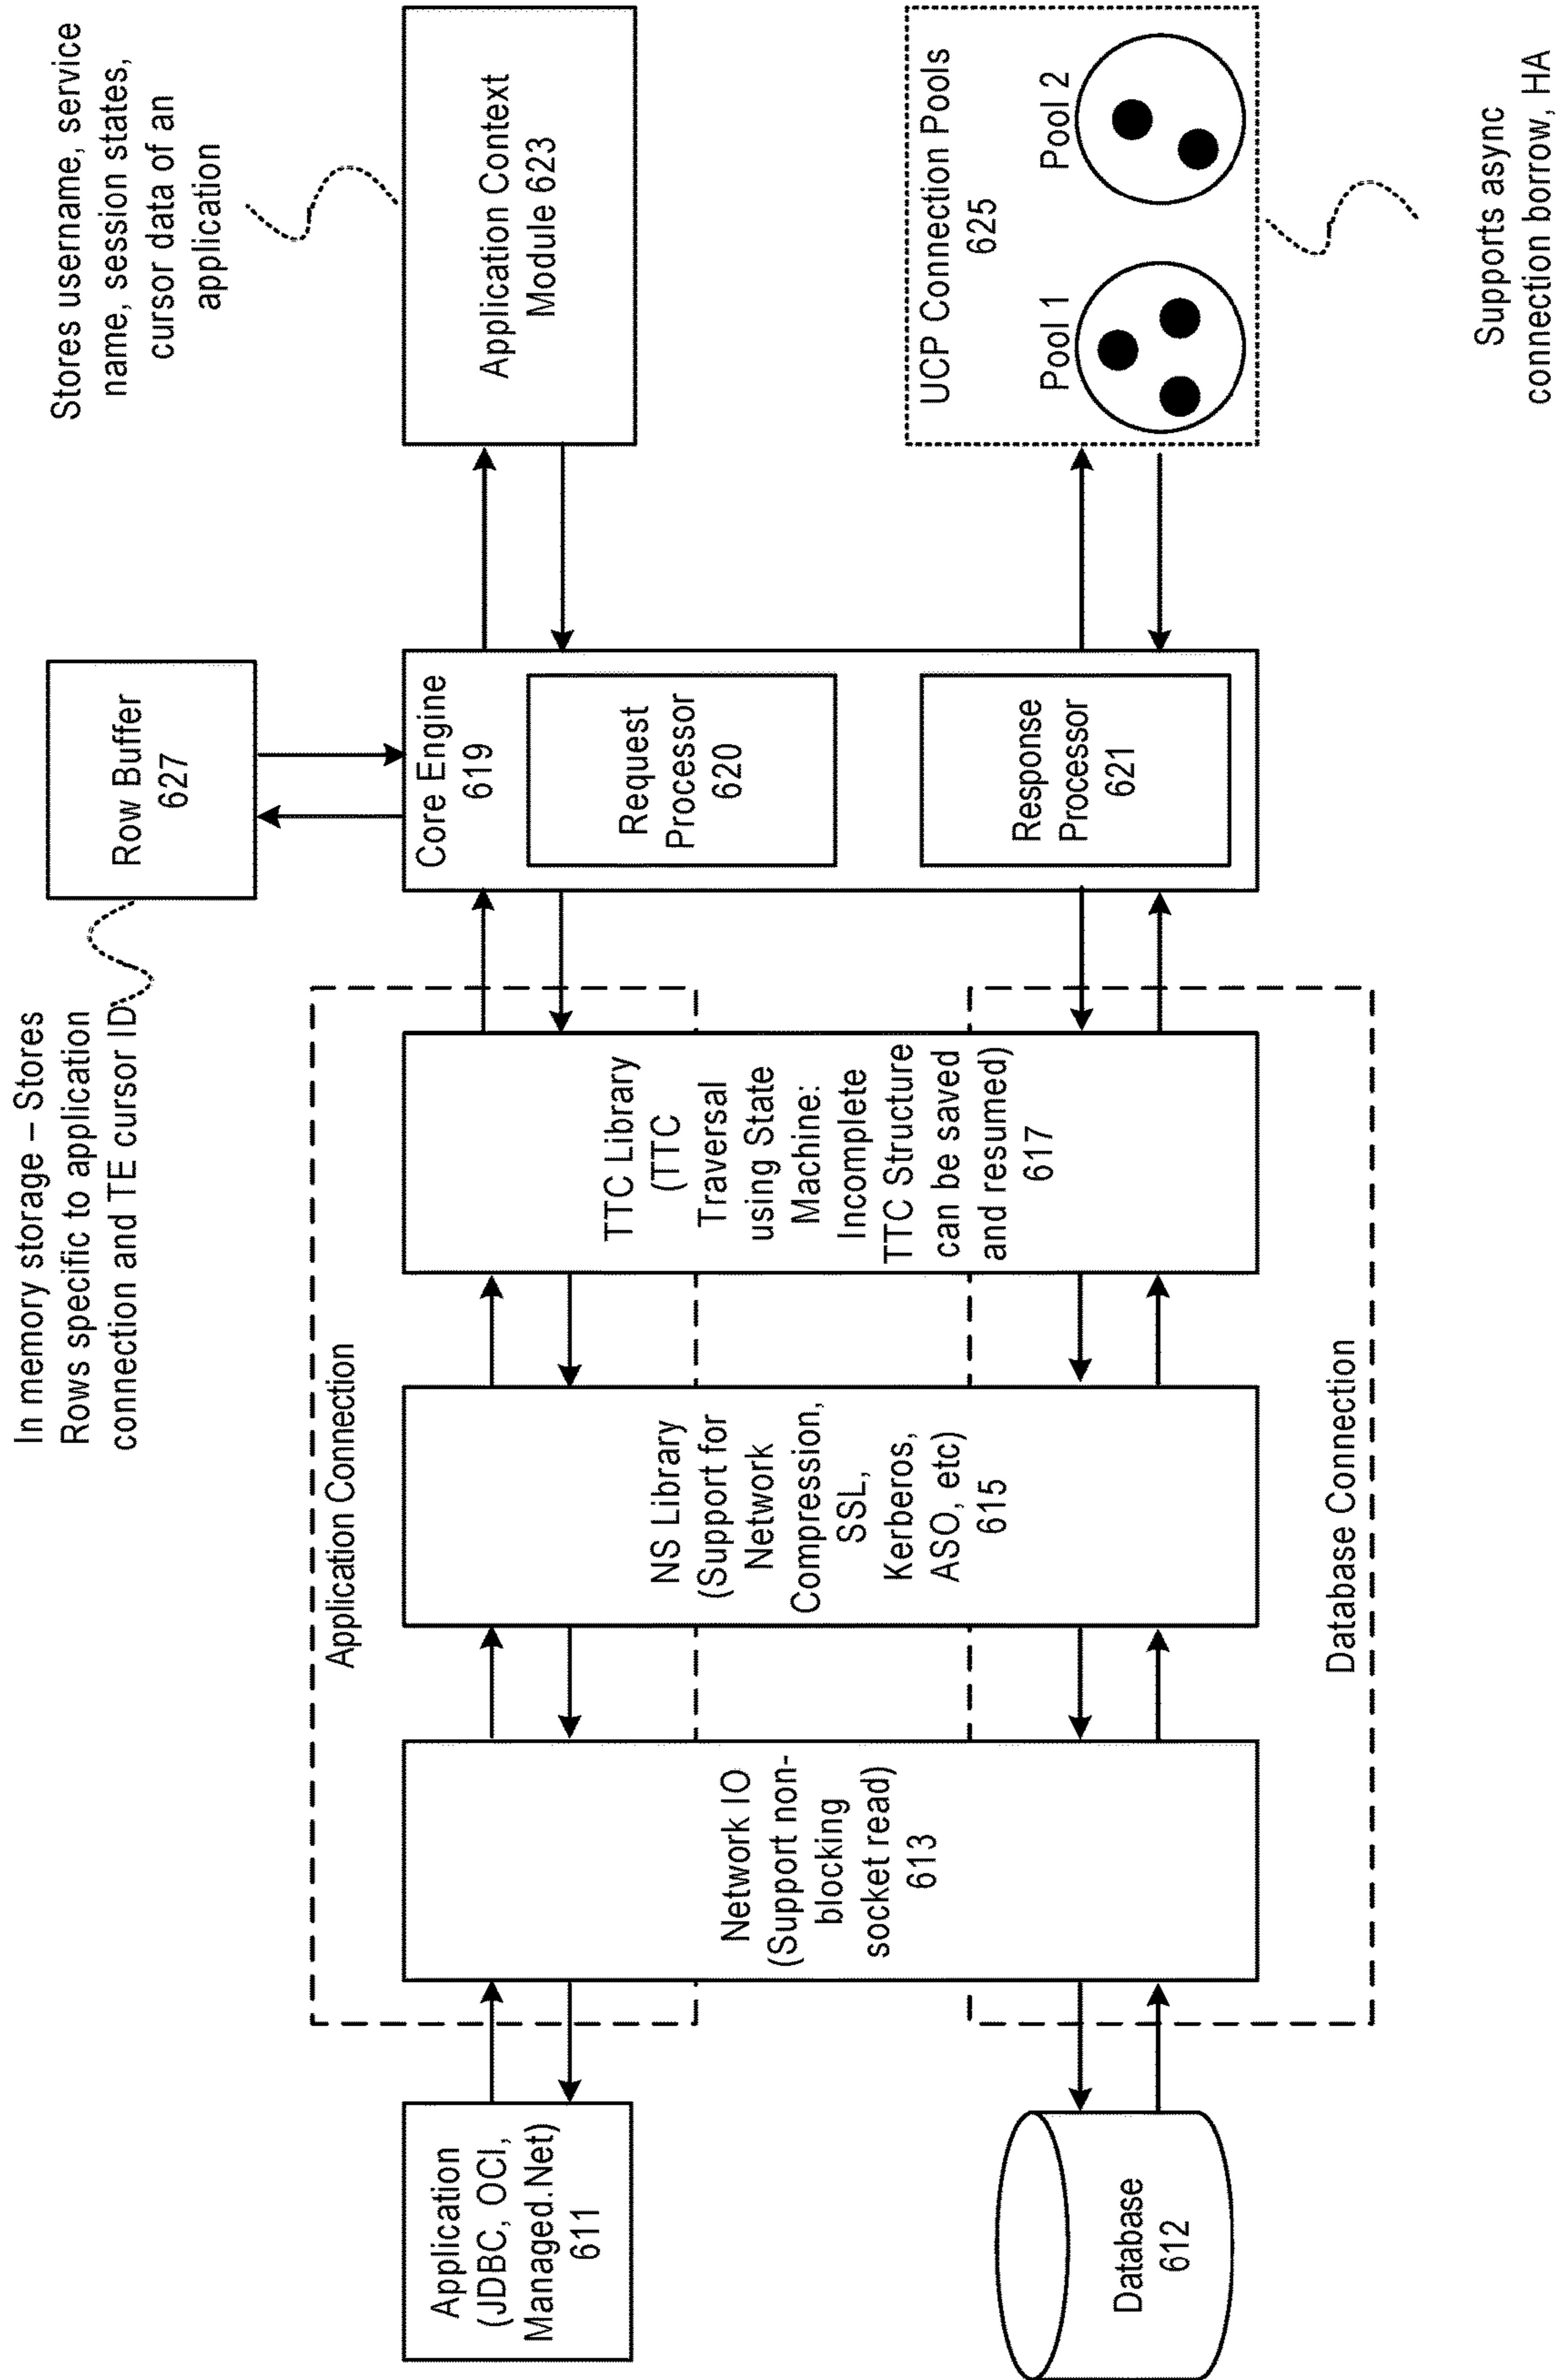 In memory storage – Stores
Rows specific to application
connection and TE cursor ID
Row Buffer
627
Stores username, service
name, session states,
cursor data of an
application
Application Connection
Application
(JDBC, OCI,
Managed.Net)
611
Network IO
(Support non-
blocking
socket read)
613
NS Library
(Support for
Network
Compression,
SSL,
Kerberos,
ASO, etc)
615
TTC Library
(TTC
Traversal
using State
Machine:
Incomplete
TTC Structure
can be saved
and resumed)
617
Core Engine
619
Request
Processor
620
Response
Processor
621
Application Context
Module 623
UCP Connection Pools
625
Pool 1
Pool 2
Database
612
Database Connection
Supports async
connection borrow, HA